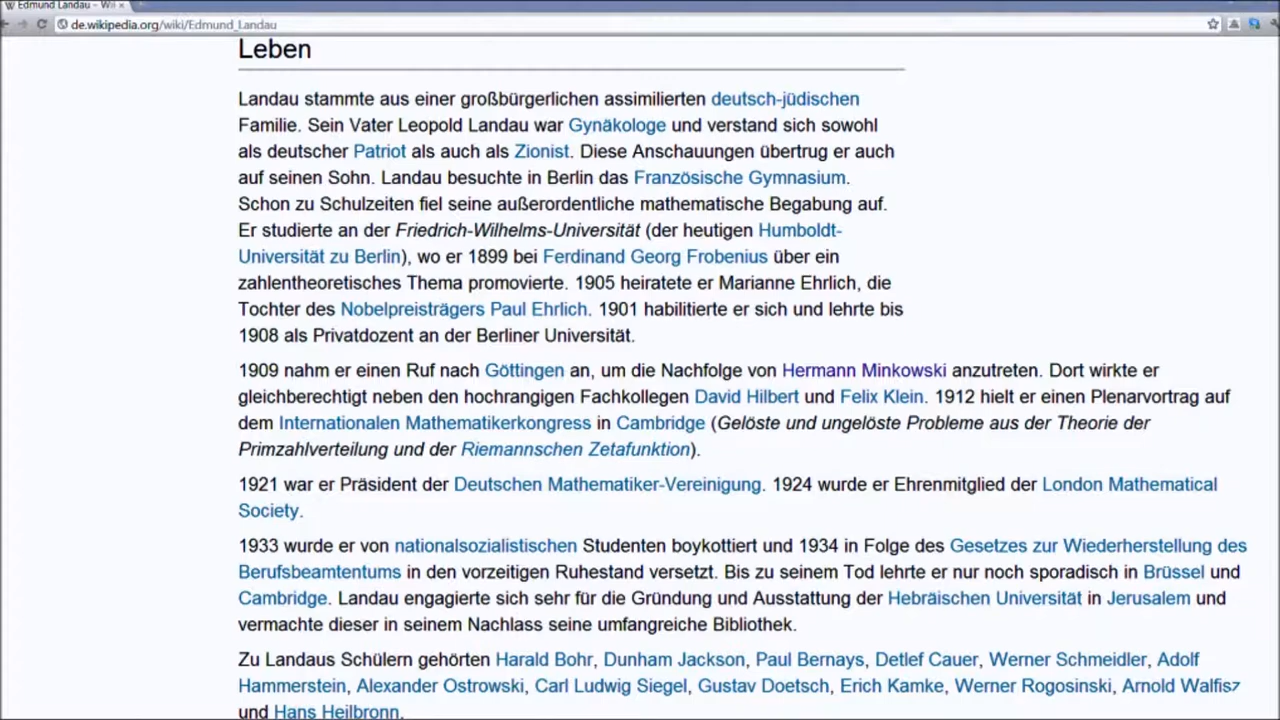 Edmund Landau – Wi
de.wikipedia.org/wiki/Edmund_Landau
Leben
Landau stammte aus einer großbürgerlichen assimilierten deutsch-jüdischen
Familie. Sein Vater Leopold Landau war Gynäkologe und verstand sich sowohl
als deutscher Patriot als auch als Zionist. Diese Anschauungen übertrug er auch
auf seinen Sohn. Landau besuchte in Berlin das Französische Gymnasium.
Schon zu Schulzeiten fiel seine außerordentliche mathematische Begabung auf.
Er studierte an der Friedrich-Wilhelms-Universität (der heutigen Humboldt-
Universität zu Berlin), wo er 1899 bei Ferdinand Georg Frobenius über ein
zahlentheoretisches Thema promovierte. 1905 heiratete er Marianne Ehrlich, die
Tochter des Nobelpreisträgers Paul Ehrlich. 1901 habilitierte er sich und lehrte bis
1908 als Privatdozent an der Berliner Universität.
1909 nahm er einen Ruf nach Göttingen an, um die Nachfolge von Hermann Minkowski anzutreten. Dort wirkte er
gleichberechtigt neben den hochrangigen Fachkollegen David Hilbert und Felix Klein. 1912 hielt er einen Plenarvortrag auf
dem Internationalen Mathematikerkongress in Cambridge (Gelöste und ungelöste Probleme aus der Theorie der
Primzahlverteilung und der Riemannschen Zetafunktion).
1921 war er Präsident der Deutschen Mathematiker-Vereinigung. 1924 wurde er Ehrenmitglied der London Mathematical
Society.
1933 wurde er von nationalsozialistischen Studenten boykottiert und 1934 in Folge des Gesetzes zur Wiederherstellung des
Berufsbeamtentums in den vorzeitigen Ruhestand versetzt. Bis zu seinem Tod lehrte er nur noch sporadisch in Brüssel und
Cambridge. Landau engagierte sich sehr für die Gründung und Ausstattung der Hebräischen Universität in Jerusalem und
vermachte dieser in seinem Nachlass seine umfangreiche Bibliothek.
Zu Landaus Schülern gehörten Harald Bohr, Dunham Jackson, Paul Bernays, Detlef Cauer, Werner Schmeidler, Adolf
Hammerstein, Alexander Ostrowski, Carl Ludwig Siegel, Gustav Doetsch, Erich Kamke, Werner Rogosinski, Arnold Walfisz
und Hans Heilbronn.